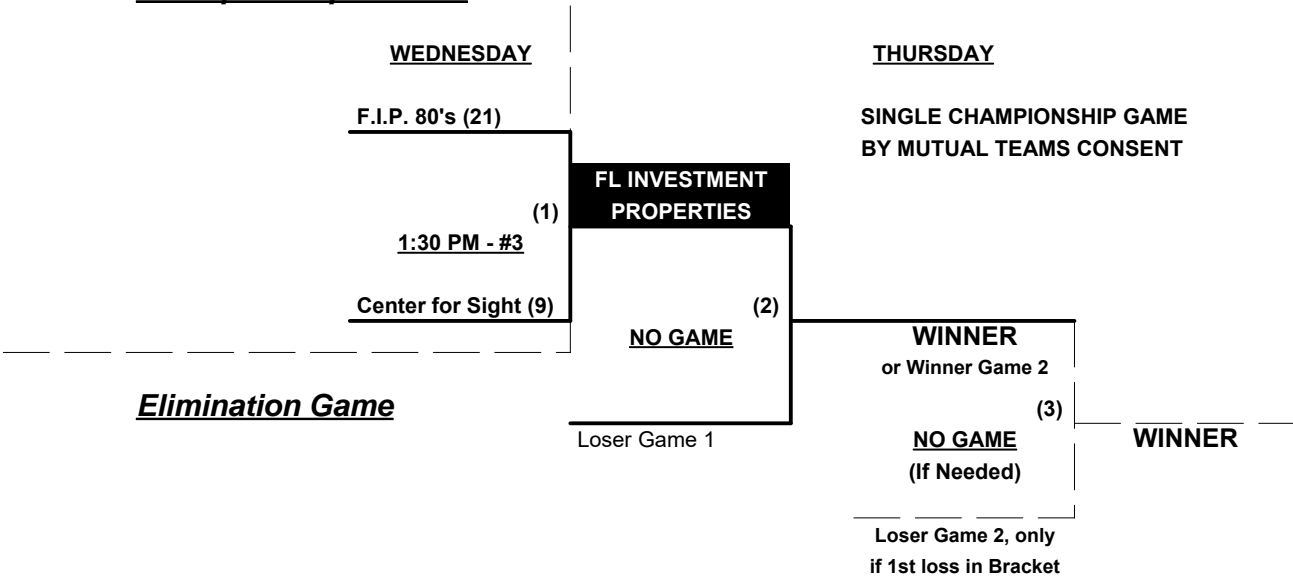 WEDNESDAY
THURSDAY
F.I.P. 80's (21)
SINGLE CHAMPIONSHIP GAME
BY MUTUAL TEAMS CONSENT
FL INVESTMENT
PROPERTIES
(1)
1:30 PM - #3
Center for Sight (9)
(2)
NO GAME
WINNER
or Winner Game 2
Elimination Game
(3)
Loser Game 1
NO GAME
WINNER
(If Needed)
Loser Game 2, only
if 1st loss in Bracket